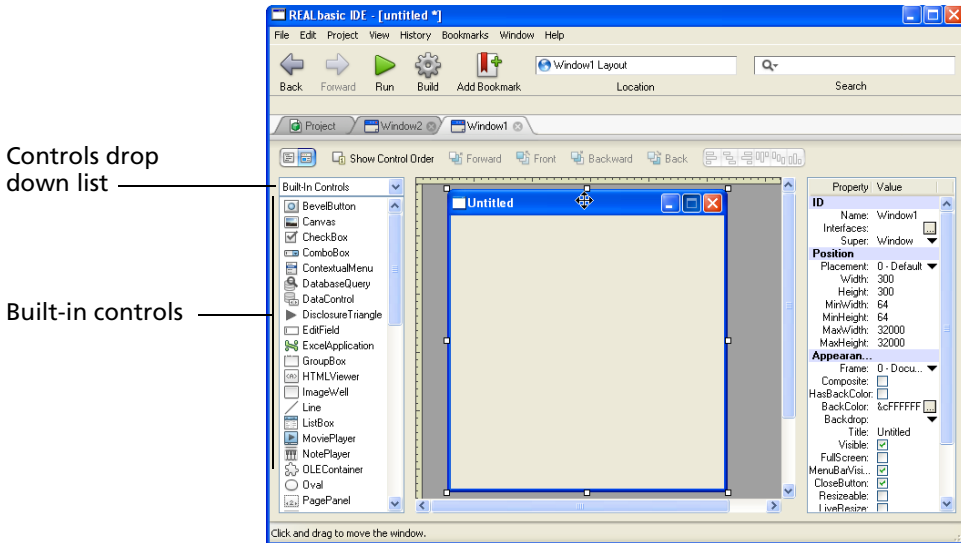 REALbasic IDE - [untitled *]
File Edit Project View History Bookmarks Window Help
Window1 Layout
Back Forward Run Build Add Bookmark Location Search
Project Window2 Window1
Show Control Order Forward Front Backward Back
Controls drop
down list
Built-In Controls
BevelButton
Canvas
CheckBox
ComboBox
ContextualMenu
DatabaseQuery
DataControl
DisclosureTriangle
EditField
ExcelApplication
GroupBox
HTMLViewer
ImageWell
Line
ListBox
MoviePlayer
NotePlayer
OLEContainer
Oval
PagePanel
Built-in controls
Untitled
Property Value
ID
Name: Window1
Interfaces: ...
Super: Window
Position
Placement: 0 - Default
Width: 300
Height: 300
MinWidth: 64
MinHeight: 64
MaxWidth: 32000
MaxHeight: 32000
Appearan...
Frame: 0 - Docu...
Composite:
HasBackColor:
BackColor: &cFFFFFF ...
Backdrop:
Title: Untitled
Visible:
FullScreen:
MenuBarVisi...
CloseButton:
Resizeable:
LiveResize:
Click and drag to move the window.